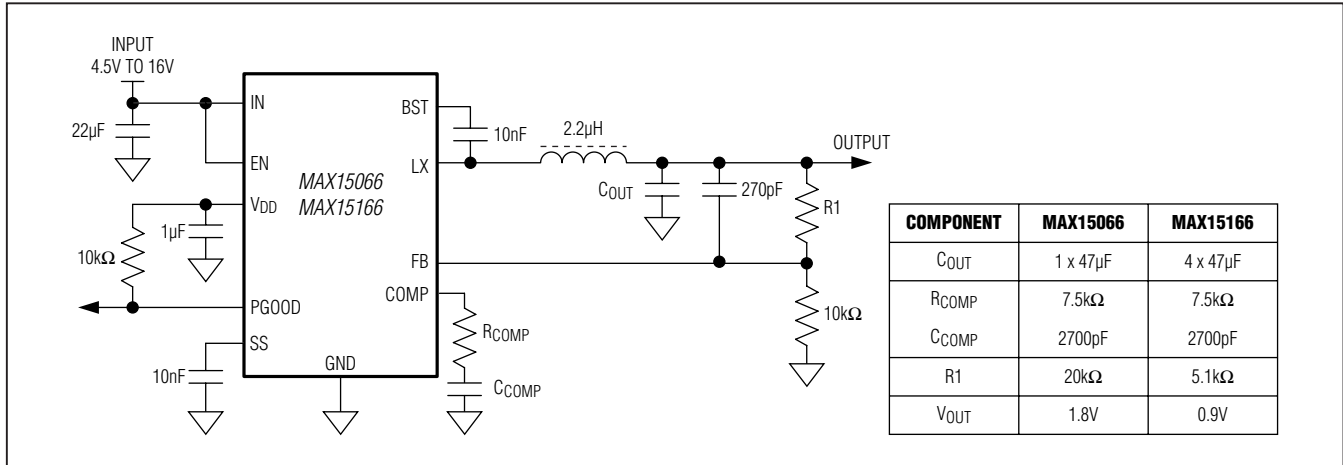 INPUT
4.5V TO 16V
22µF
IN
EN
VDD
1µF
10kΩ
PGOOD
SS
10nF
GND
MAX15066
MAX15166
BST
10nF
LX
2.2µH
OUTPUT
COUT
270pF
R1
FB
COMP
10kΩ
RCOMP
CCOMP
COMPONENT MAX15066 MAX15166
COUT 1 x 47µF 4 x 47µF
RCOMP 7.5kΩ 7.5kΩ
CCOMP 2700pF 2700pF
R1 20kΩ 5.1kΩ
VOUT 1.8V 0.9V